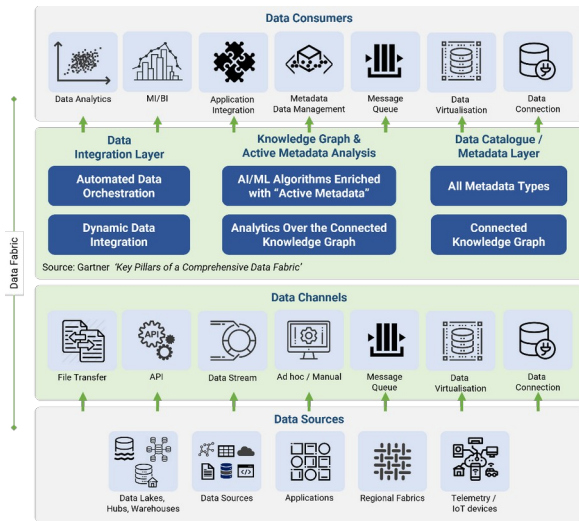 Data Consumers
Data Analytics
MI/BI
Application
Integration
Metadata
Data Management
Message
Queue
Data
Virtualisation
Data
Connection
Data Fabric
Data
Integration Layer
Automated Data
Orchestration
Dynamic Data
Integration
Knowledge Graph &
Active Metadata Analysis
AI/ML Algorithms Enriched
with “Active Metadata”
Analytics Over the Connected
Knowledge Graph
Data Catalogue /
Metadata Layer
All Metadata Types
Connected
Knowledge Graph
Source: Gartner ‘Key Pillars of a Comprehensive Data Fabric’
Data Channels
File Transfer
API
API
Data Stream
Ad hoc / Manual
Message
Queue
Data
Virtualisation
Data
Connection
Data Sources
Data Lakes,
Hubs, Warehouses
Data Sources
Applications
Regional Fabrics
Telemetry /
IoT devices